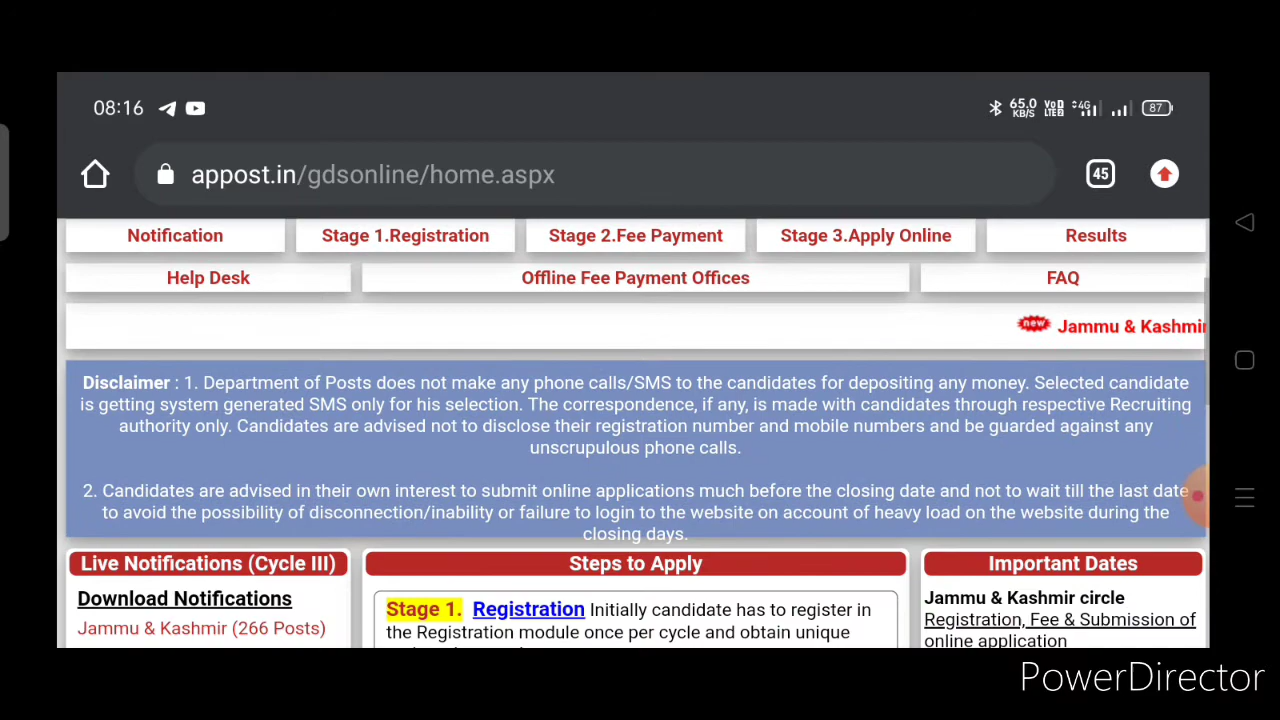 08:16
65.0 KB/S VoD LTE2 4G 87
appost.in/gdsonline/home.aspx
45
Notification Stage 1.Registration Stage 2.Fee Payment Stage 3.Apply Online Results
Help Desk Offline Fee Payment Offices FAQ
new Jammu & Kashmir
Disclaimer : 1. Department of Posts does not make any phone calls/SMS to the candidates for depositing any money. Selected candidate
is getting system generated SMS only for his selection. The correspondence, if any, is made with candidates through respective Recruiting
authority only. Candidates are advised not to disclose their registration number and mobile numbers and be guarded against any
unscrupulous phone calls.
2. Candidates are advised in their own interest to submit online applications much before the closing date and not to wait till the last date
to avoid the possibility of disconnection/inability or failure to login to the website on account of heavy load on the website during the
closing days.
Live Notifications (Cycle III)
Download Notifications
Jammu & Kashmir (266 Posts)
Steps to Apply
Stage 1. Registration Initially candidate has to register in
the Registration module once per cycle and obtain unique
Important Dates
Jammu & Kashmir circle
Registration, Fee & Submission of
online application
PowerDirector